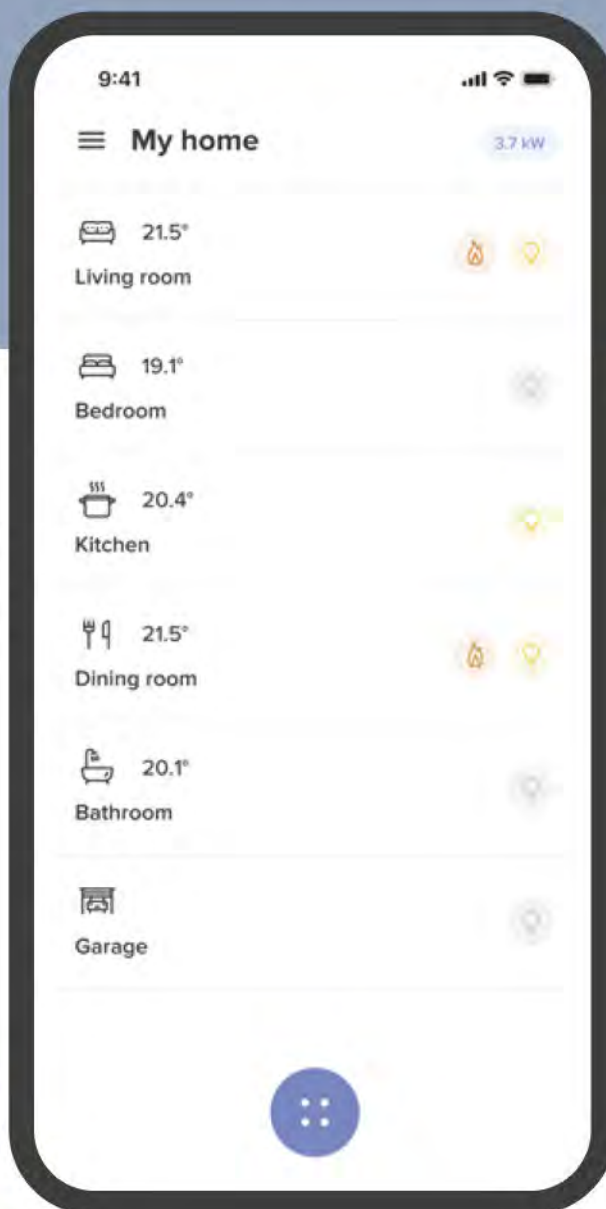 9:41
My home
3.7 kW
21.5°
Living room
19.1°
Bedroom
20.4°
Kitchen
21.5°
Dining room
20.1°
Bathroom
Garage